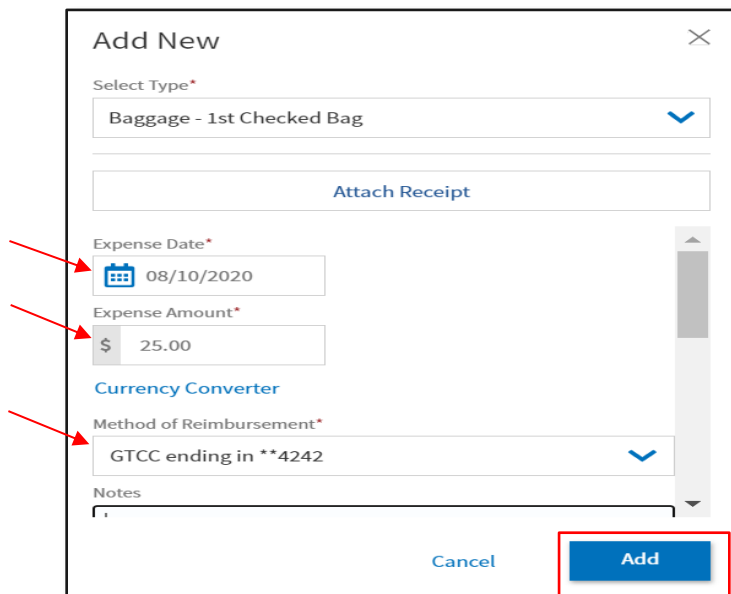 Add New
Select Type*
Baggage - 1st Checked Bag
Attach Receipt
Expense Date*
08/10/2020
Expense Amount*
$ 25.00
Currency Converter
Method of Reimbursement*
GTCC ending in **4242
Notes
Cancel Add